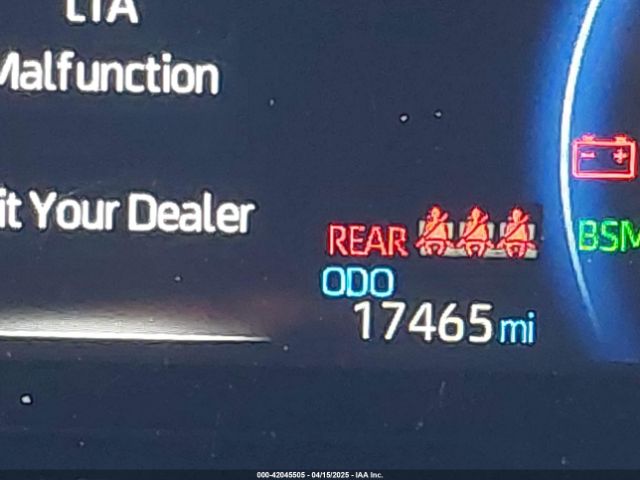 LTA
Malfunction
it Your Dealer
REAR
ODO
17465 mi
BSM
000-42045505 - 04/15/2025 - IAA Inc.